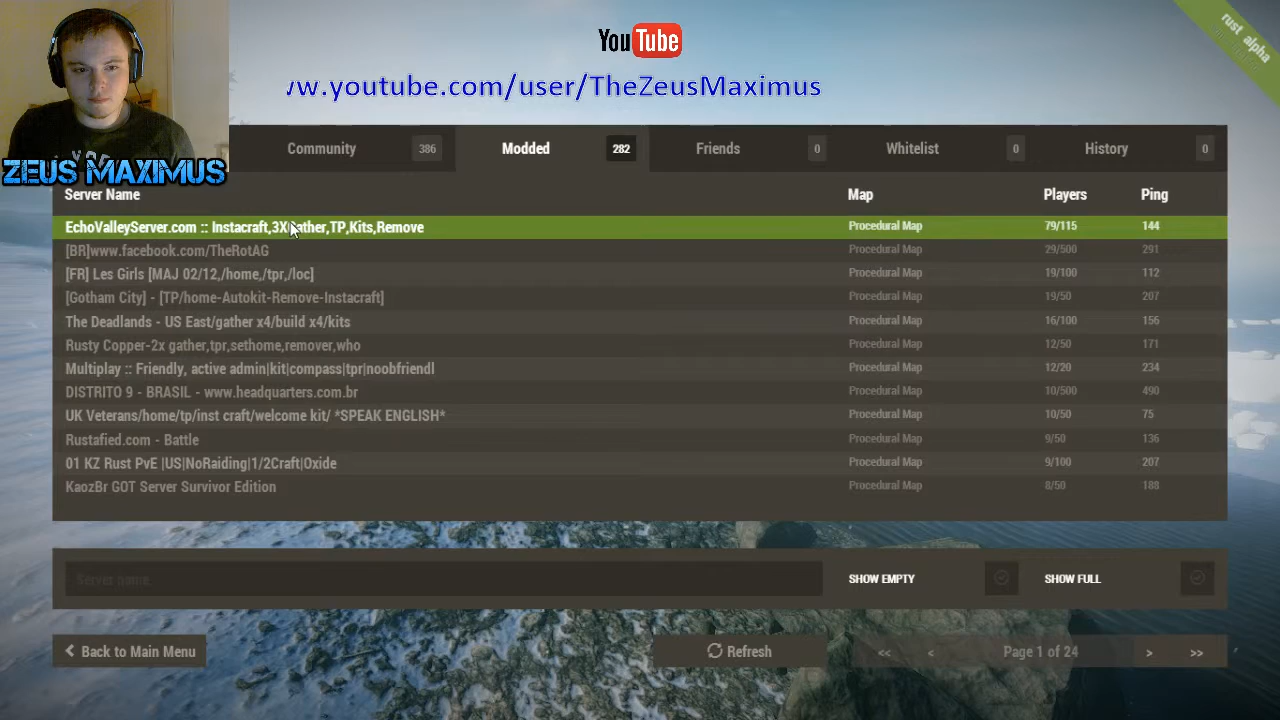 YouTube
w.youtube.com/user/TheZeusMaximus
rust alpha
ZEUS MAXIMUS
Community 386 Modded 282 Friends 0 Whitelist 0 History 0
Server Name Map Players Ping
EchoValleyServer.com :: Instacraft,3X ather,TP,Kits,Remove Procedural Map 79/115 144
[BR]www.facebook.com/TheRotAG Procedural Map 29/500 291
[FR] Les Girls [MAJ 02/12,/home,/tpr,/loc] Procedural Map 19/100 112
[Gotham City] - [TP/home-Autokit-Remove-Instacraft] Procedural Map 19/50 207
The Deadlands - US East/gather x4/build x4/kits Procedural Map 16/100 156
Rusty Copper-2x gather,tpr,sethome,remover,who Procedural Map 12/50 171
Multiplay :: Friendly, active admin|kit|compass|tpr|noobfriendl Procedural Map 12/20 234
DISTRITO 9 - BRASIL - www.headquarters.com.br Procedural Map 10/500 490
UK Veterans/home/tp/inst craft/welcome kit/ *SPEAK ENGLISH* Procedural Map 10/50 75
Rustafied.com - Battle Procedural Map 9/50 136
01 KZ Rust PvE |US|NoRaiding|1/2Craft|Oxide Procedural Map 9/100 207
KaozBr GOT Server Survivor Edition Procedural Map 8/50 188
Server name. SHOW EMPTY SHOW FULL
Back to Main Menu Refresh << < Page 1 of 24 > >>